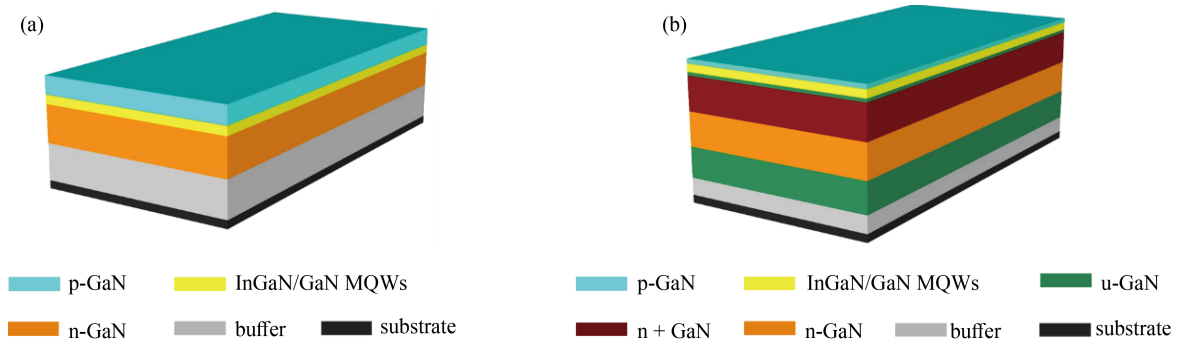 (a)
(b)
p-GaN
InGaN/GaN MQWs
n-GaN
buffer
substrate
p-GaN
InGaN/GaN MQWs
u-GaN
n + GaN
n-GaN
buffer
substrate